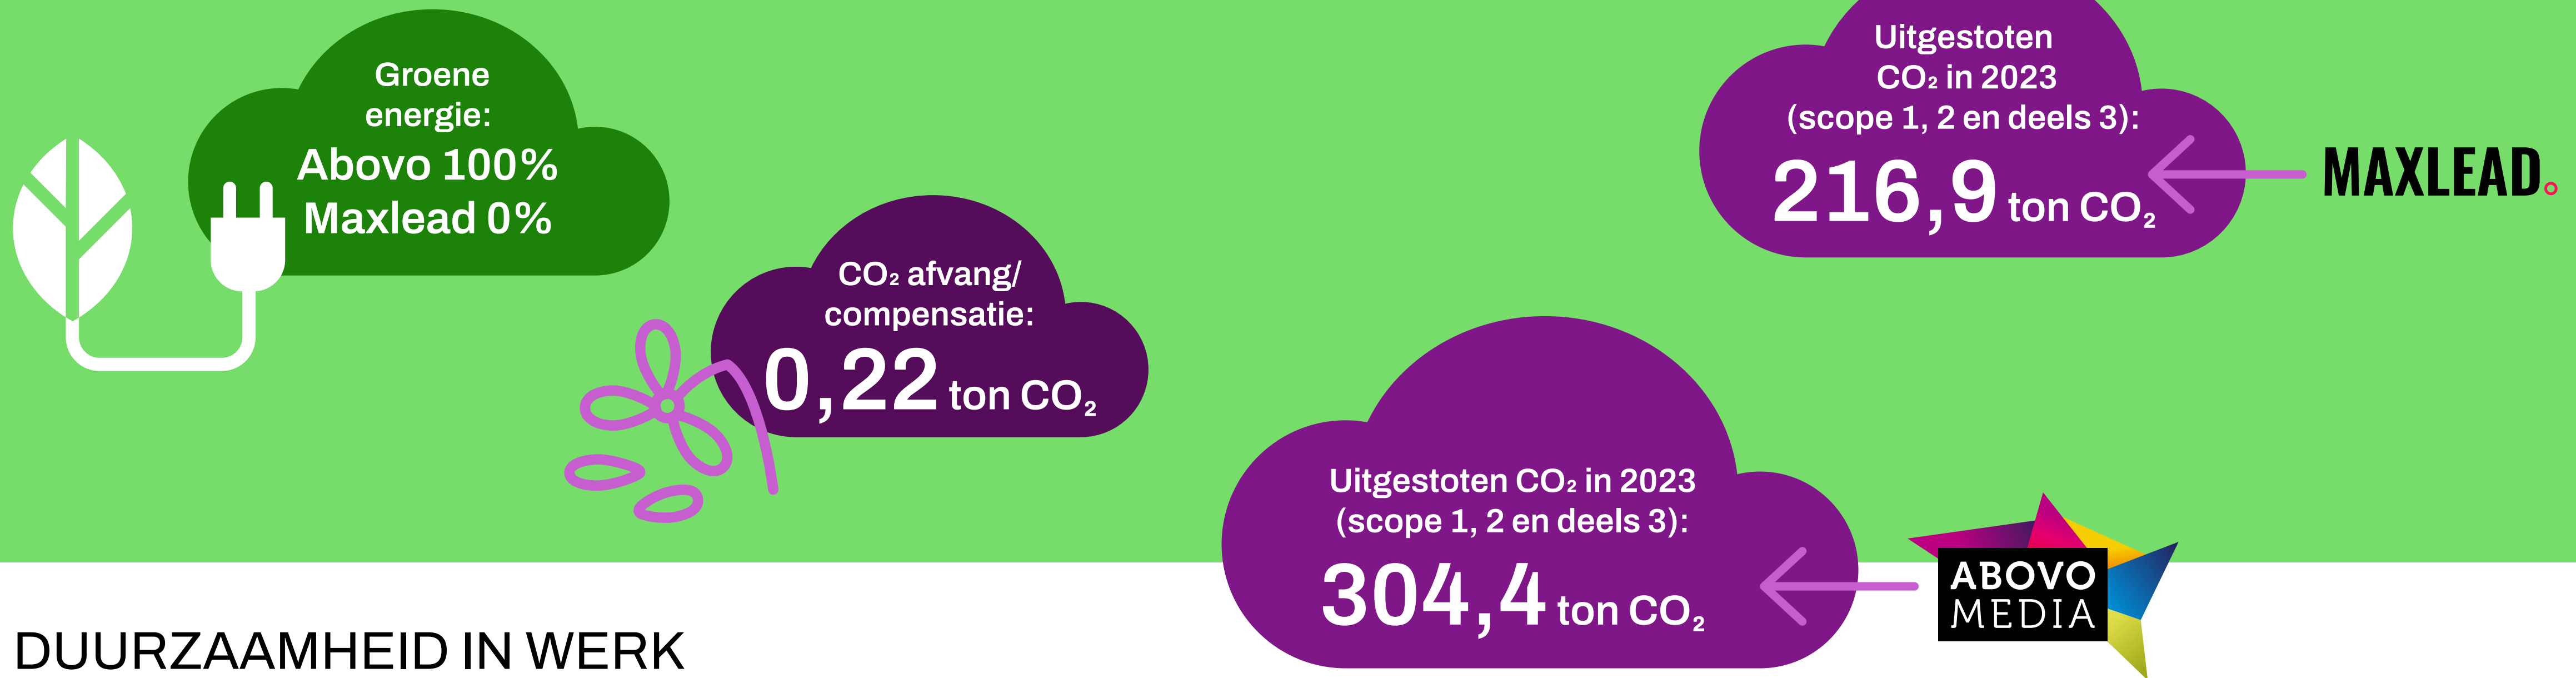 Groene
energie:
Abovo 100%
Maxlead 0%
CO₂ afvang/
compensatie:
0,22 ton CO₂
Uitgestoten
CO₂ in 2023
(scope 1, 2 en deels 3):
216,9 ton CO₂
MAXLEAD.
Uitgestoten CO₂ in 2023
(scope 1, 2 en deels 3):
304,4 ton CO₂
ABOVO
MEDIA
DUURZAAMHEID IN WERK